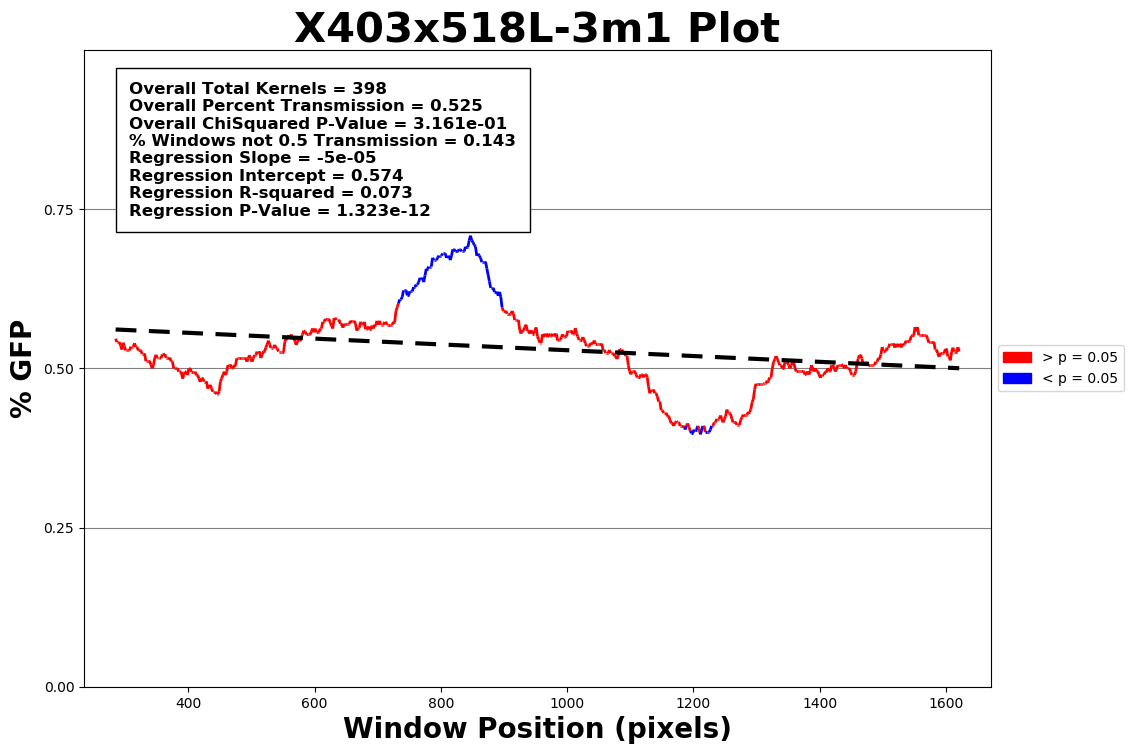 X403x518L-3m1 Plot
Overall Total Kernels = 398
Overall Percent Transmission = 0.525
Overall ChiSquared P-Value = 3.161e-01
% Windows not 0.5 Transmission = 0.143
Regression Slope = -5e-05
Regression Intercept = 0.574
Regression R-squared = 0.073
Regression P-Value = 1.323e-12
0.75
0.50
0.25
0.00
% GFP
> p = 0.05
< p = 0.05
400 600 800 1000 1200 1400 1600
Window Position (pixels)